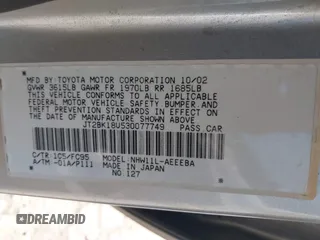 MFD. BY TOYOTA MOTOR CORPORATION 10/02
GVWR 3615LB GAWR FR 1970LB RR 1685LB
THIS VEHICLE CONFORMS TO ALL APPLICABLE
FEDERAL MOTOR VEHICLE SAFETY, BUMPER, AND
THEFT PREVENTION STANDARDS IN EFFECT ON
THE DATE OF MANUFACTURE SHOWN ABOVE.
JT2BK18U530077749 PASS. CAR
C/TR 1C5/FC95 MODEL NHW11L-AEEEBA
A/TM -01A/P111 MADE IN JAPAN
NO.127